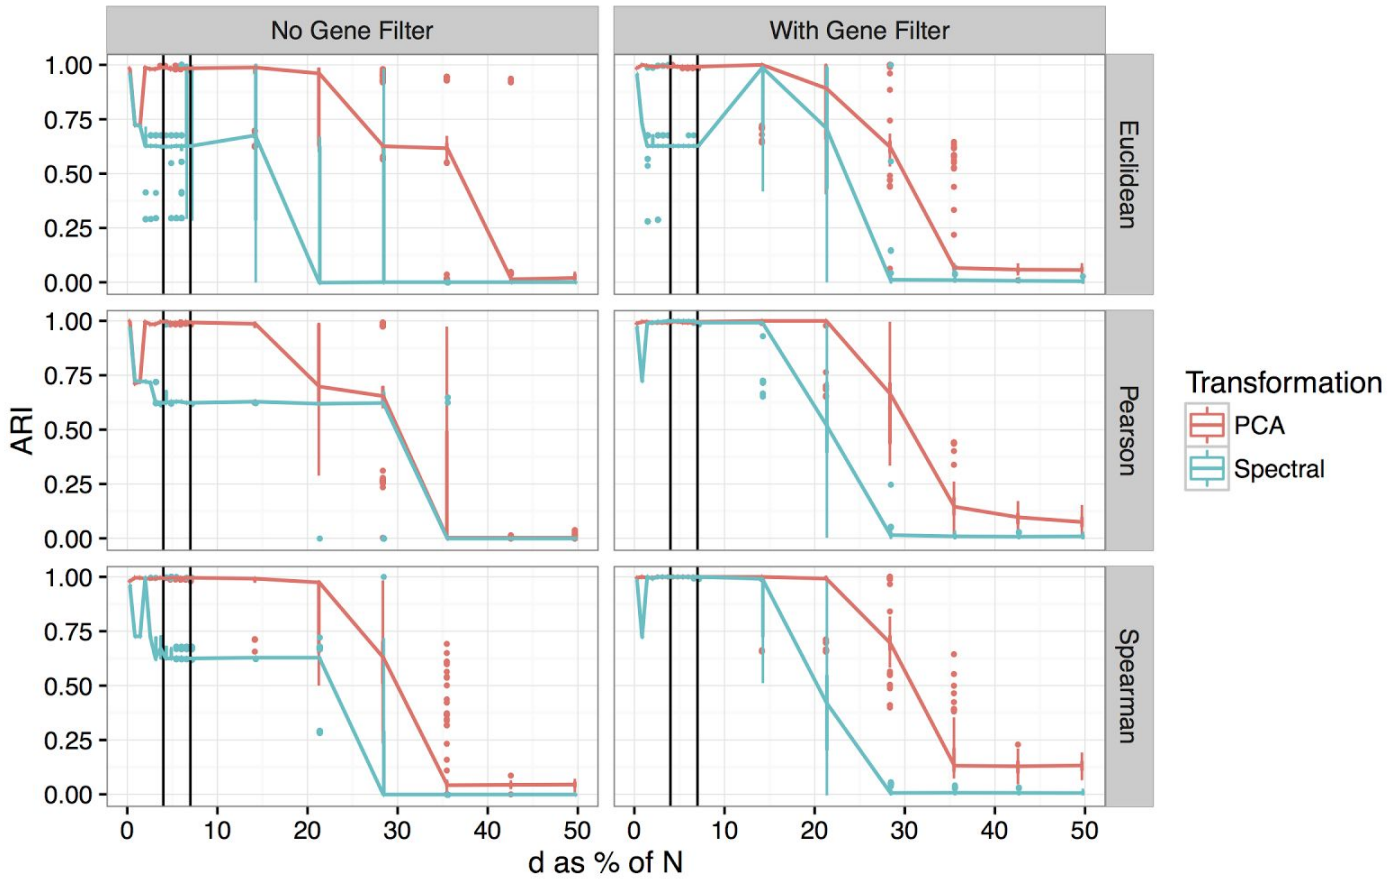 No Gene Filter
With Gene Filter
1.00
0.75
0.50
0.25
0.00
Euclidean
1.00
0.75
0.50
0.25
0.00
Pearson
1.00
0.75
0.50
0.25
0.00
Spearman
ARI
0 10 20 30 40 50
0 10 20 30 40 50
d as % of N
Transformation
PCA
Spectral